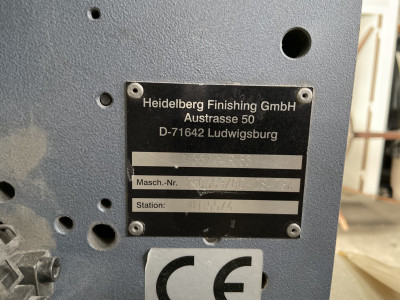 Heidelberg Finishing GmbH
Austrasse 50
D-71642 Ludwigsburg
Masch.-Nr.
Station:
CE